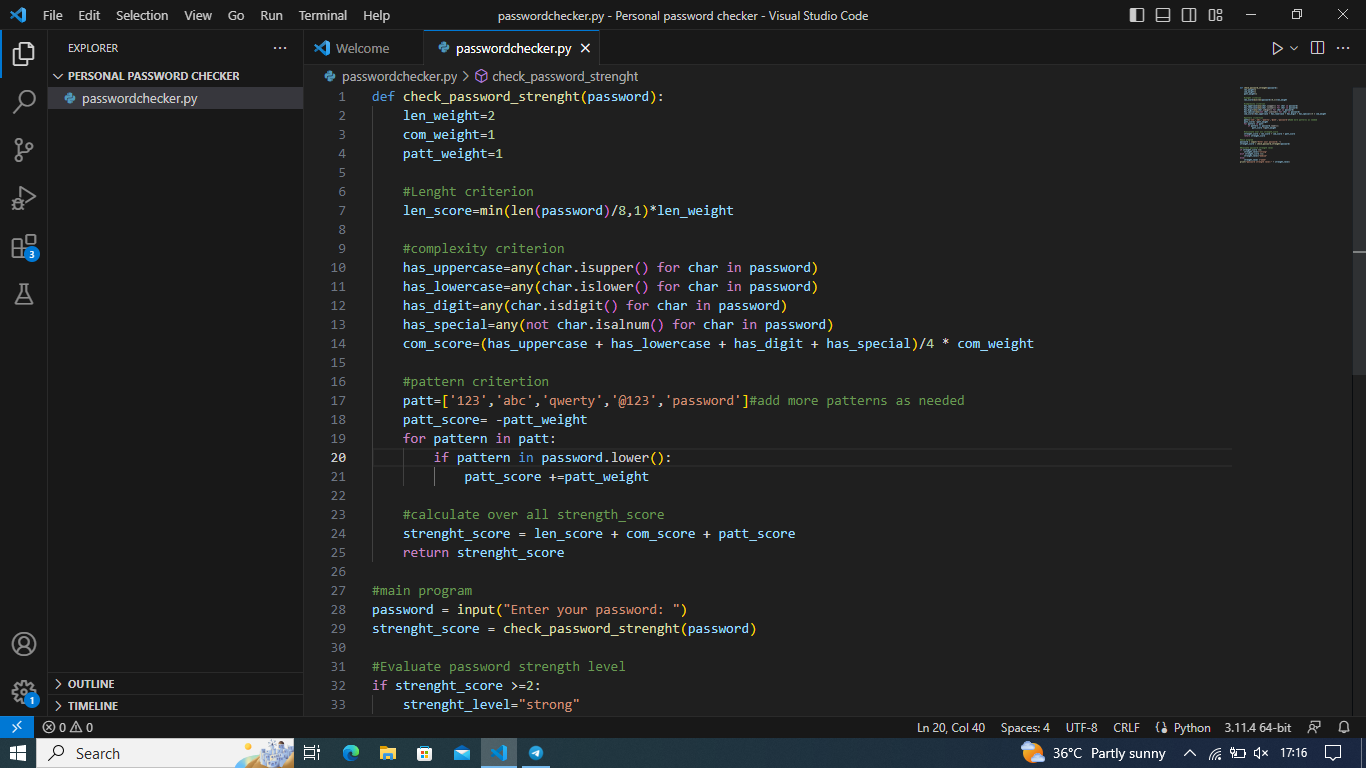 File Edit Selection View Go Run Terminal Help
passwordchecker.py - Personal password checker - Visual Studio Code
EXPLORER
Welcome
passwordchecker.py
PERSONAL PASSWORD CHECKER
passwordchecker.py
passwordchecker.py > check_password_strenght
1 def check_password_strenght(password):
2 len_weight=2
3 com_weight=1
4 patt_weight=1
5
6 #Lenght criterion
7 len_score=min(len(password)/8,1)*len_weight
8
9 #complexity criterion
10 has_uppercase=any(char.isupper() for char in password)
11 has_lowercase=any(char.islower() for char in password)
12 has_digit=any(char.isdigit() for char in password)
13 has_special=any(not char.isalnum() for char in password)
14 com_score=(has_uppercase + has_lowercase + has_digit + has_special)/4 * com_weight
15
16 #pattern critertion
17 patt=['123','abc','qwerty','@123','password']#add more patterns as needed
18 patt_score= -patt_weight
19 for pattern in patt:
20 if pattern in password.lower():
21 patt_score +=patt_weight
22
23 #calculate over all strength_score
24 strenght_score = len_score + com_score + patt_score
25 return strenght_score
26
27 #main program
28 password = input("Enter your password: ")
29 strenght_score = check_password_strenght(password)
30
31 #Evaluate password strength level
32 if strenght_score >=2:
33 strenght_level="strong"
3
1
OUTLINE
TIMELINE
0 0
Ln 20, Col 40 Spaces: 4 UTF-8 CRLF Python 3.11.4 64-bit
Search
36°C Partly sunny 17:16